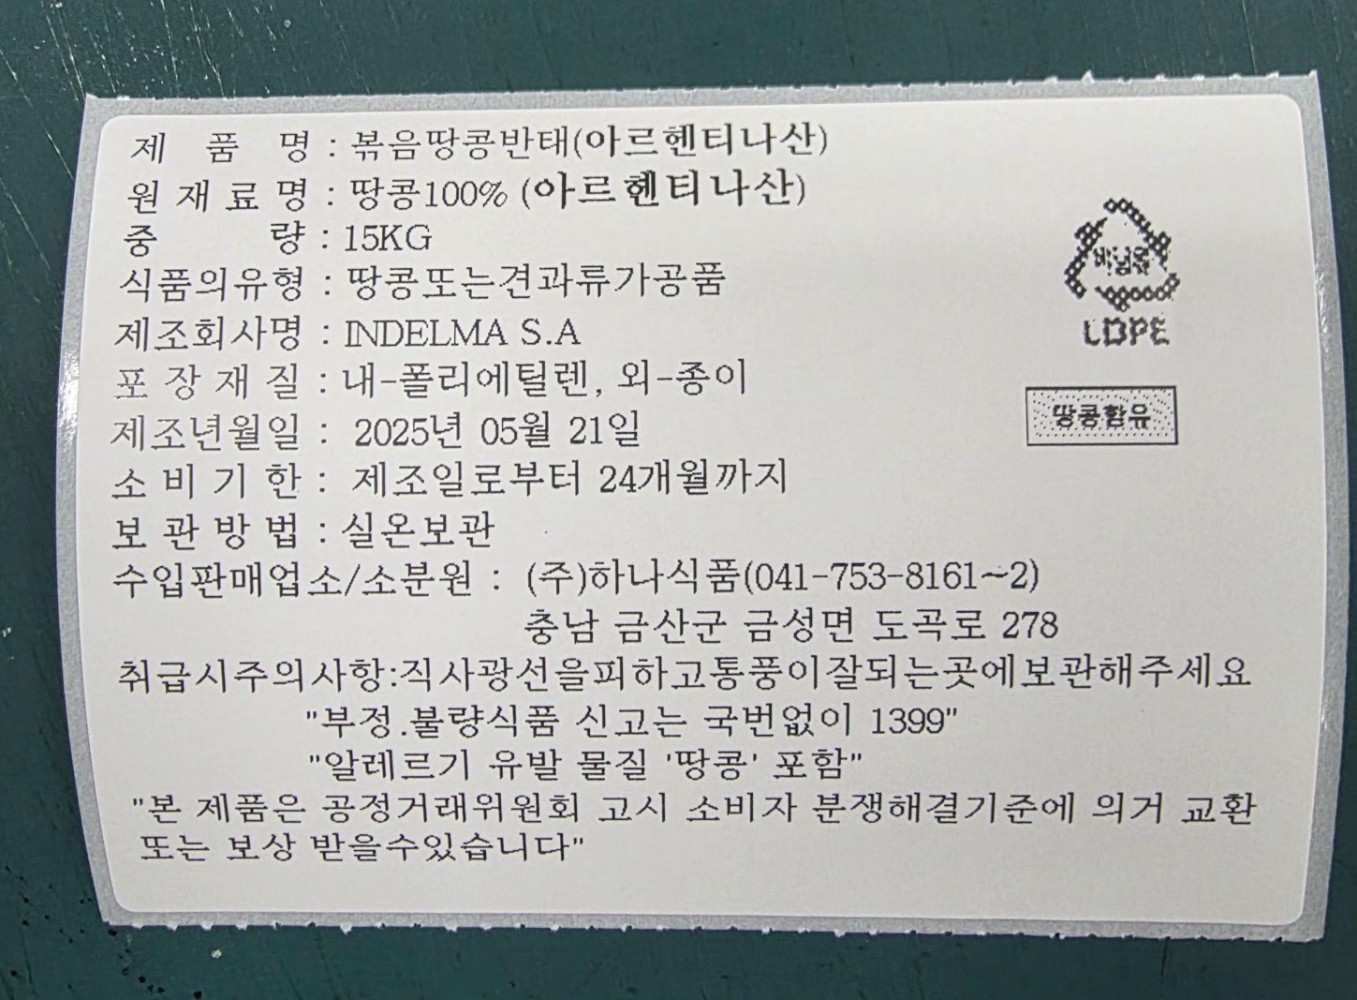 제 품 명 : 볶음땅콩반태(아르헨티나산)
원 재 료 명 : 땅콩100% (아르헨티나산)
중 량 : 15KG
식품의유형 : 땅콩또는견과류가공품
제조회사명 : INDELMA S.A
포 장 재 질 : 내-폴리에틸렌, 외-종이
제조년월일 : 2025년 05월 21일
소 비 기 한 : 제조일로부터 24개월까지
보 관 방 법 : 실온보관
수입판매업소/소분원 : (주)하나식품(041-753-8161~2)
충남 금산군 금성면 도곡로 278
취급시주의사항:직사광선을피하고통풍이잘되는곳에보관해주세요
"부정.불량식품 신고는 국번없이 1399"
"알레르기 유발 물질 '땅콩' 포함"
"본 제품은 공정거래위원회 고시 소비자 분쟁해결기준에 의거 교환
또는 보상 받을수있습니다"
비닐류
LDPE
땅콩함유